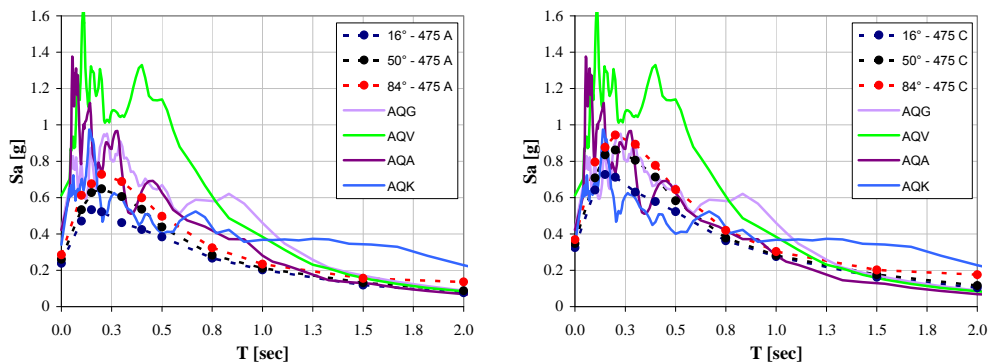 1.6
1.4
1.2
1
0.8
0.6
0.4
0.2
0
Sa [g]
0.0 0.3 0.5 0.8 1.0 1.3 1.5 1.8 2.0
T [sec]
16° - 475 A
50° - 475 A
84° - 475 A
AQG
AQV
AQA
AQK
1.6
1.4
1.2
1
0.8
0.6
0.4
0.2
0
Sa [g]
0.0 0.3 0.5 0.8 1.0 1.3 1.5 1.8 2.0
T [sec]
16° - 475 C
50° - 475 C
84° - 475 C
AQG
AQV
AQA
AQK